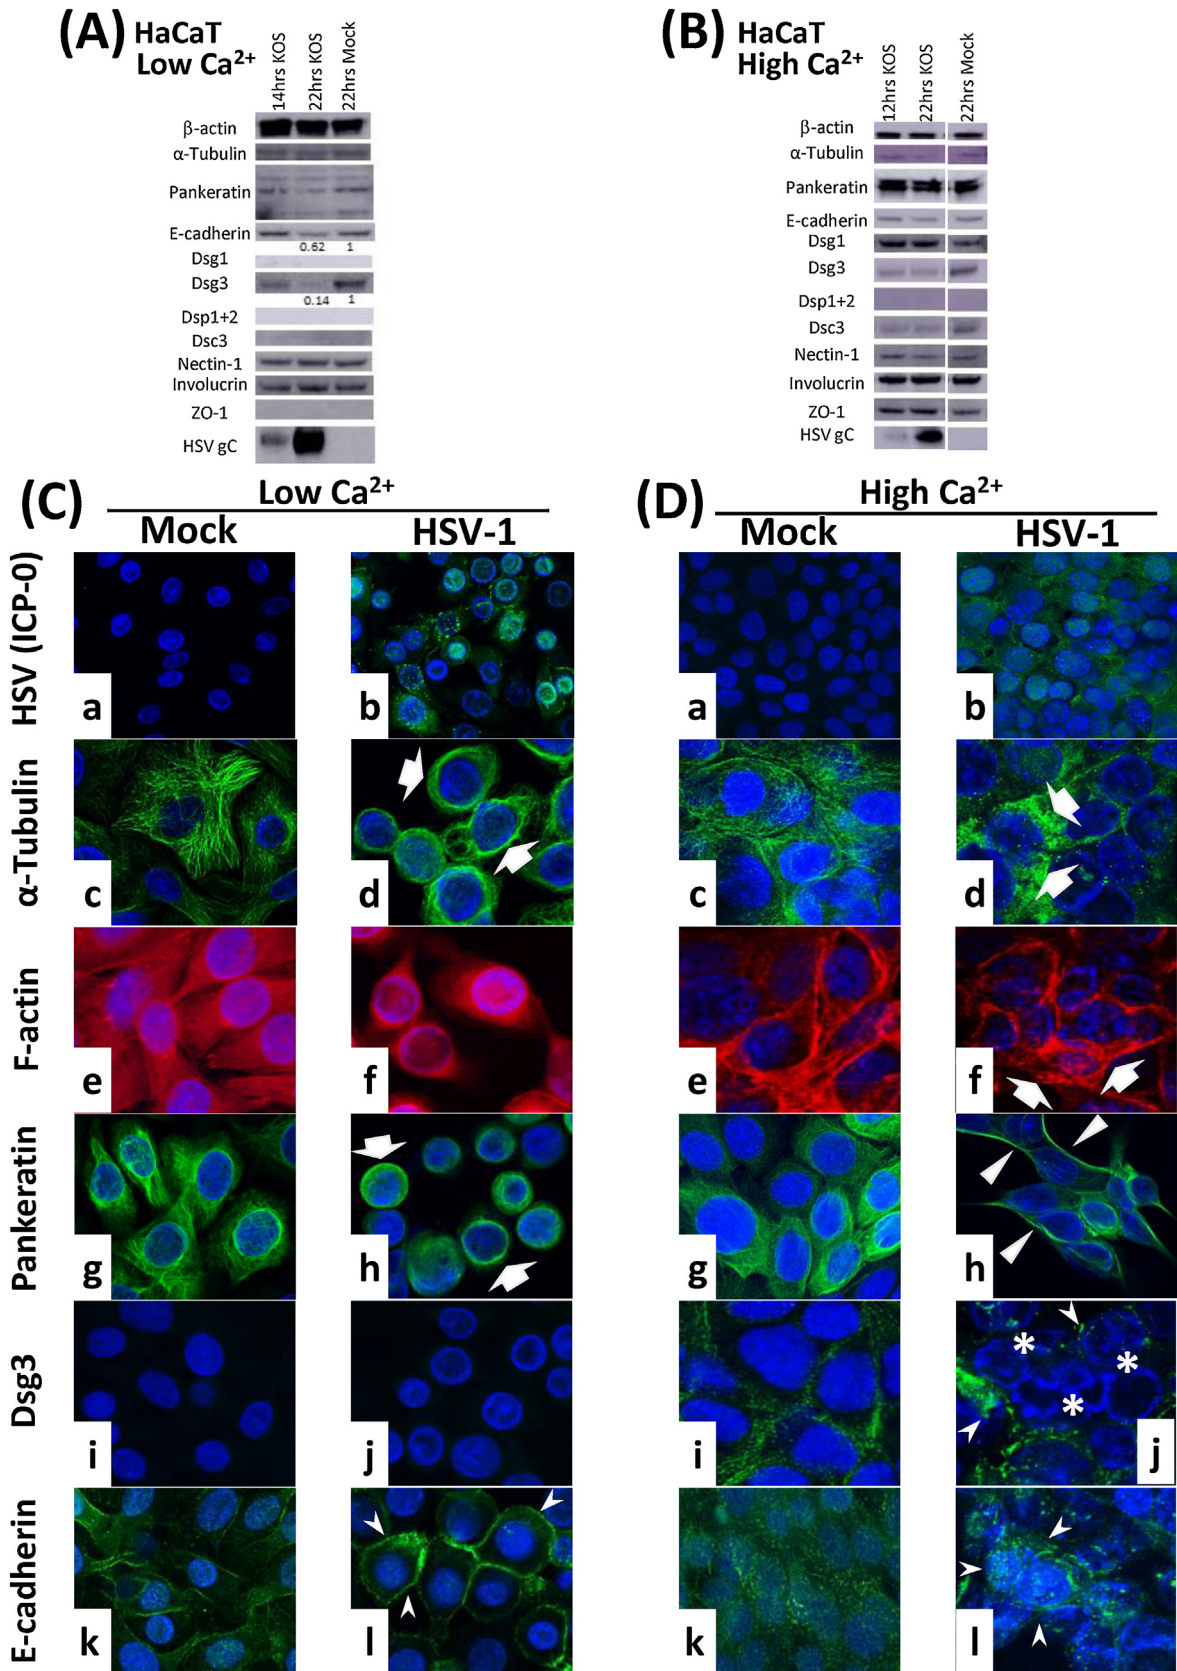 (A) HaCaT
Low Ca²⁺
14hrs KOS
22hrs KOS
22hrs Mock
β-actin
α-Tubulin
Pankeratin
E-cadherin
0.62 1
Dsg1
Dsg3
0.14 1
Dsp1+2
Dsc3
Nectin-1
Involucrin
ZO-1
HSV gC
(B) HaCaT
High Ca²⁺
12hrs KOS
22hrs KOS
22hrs Mock
β-actin
α-Tubulin
Pankeratin
E-cadherin
Dsg1
Dsg3
Dsp1+2
Dsc3
Nectin-1
Involucrin
ZO-1
HSV gC
(C) Low Ca²⁺
Mock HSV-1
(D) High Ca²⁺
Mock HSV-1
HSV (ICP-0)
a b a b
α-Tubulin
c d c d
F-actin
e f e f
Pankeratin
g h g h
Dsg3
i j i * * * j
E-cadherin
k l k l